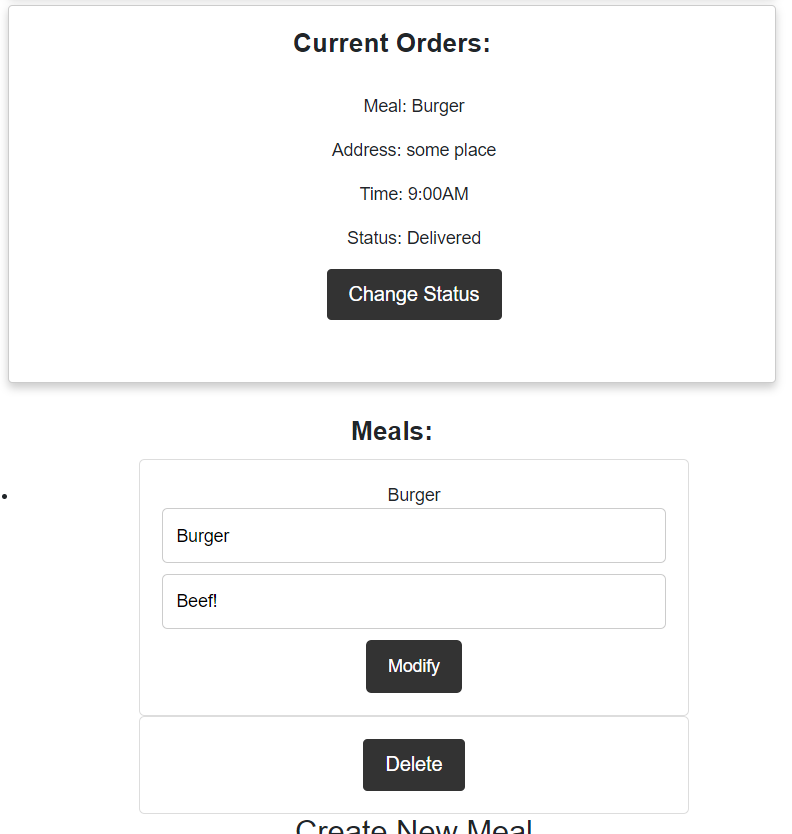 Current Orders:
Meal: Burger
Address: some place
Time: 9:00AM
Status: Delivered
Change Status
Meals:
Burger
Burger
Beef!
Modify
Delete
Create New Meal